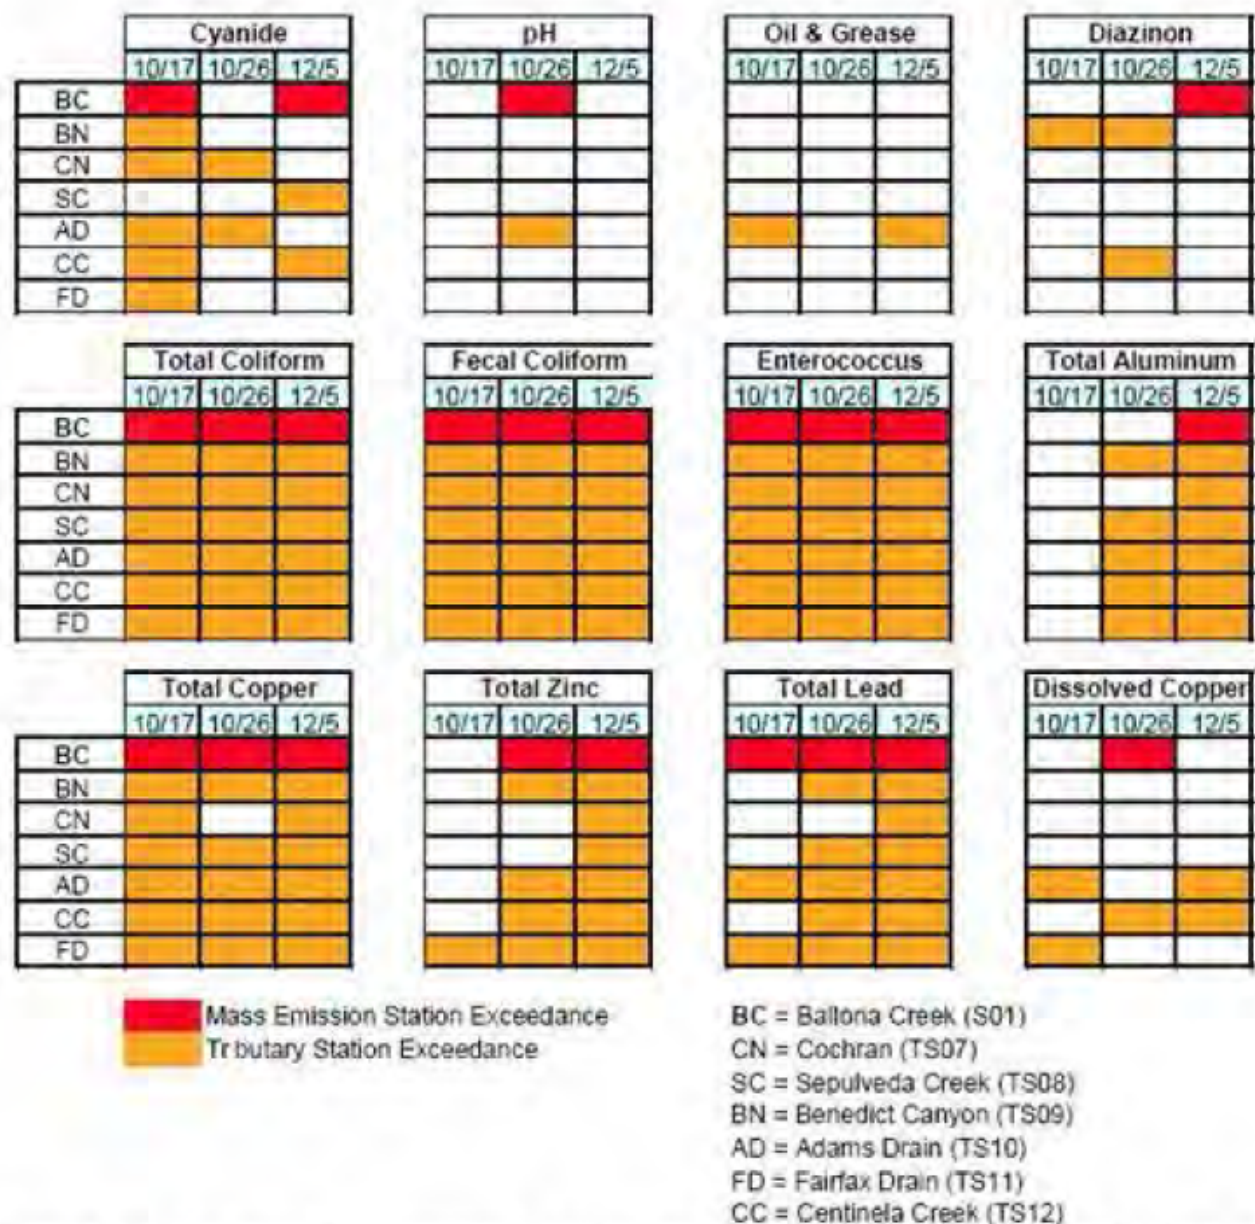 Cyanide pH Oil & Grease Diazinon
10/17 10/26 12/5 10/17 10/26 12/5 10/17 10/26 12/5 10/17 10/26 12/5
BC
BN
CN
SC
AD
CC
FD
Total Coliform Fecal Coliform Enterococcus Total Aluminum
10/17 10/26 12/5 10/17 10/26 12/5 10/17 10/26 12/5 10/17 10/26 12/5
BC
BN
CN
SC
AD
CC
FD
Total Copper Total Zinc Total Lead Dissolved Copper
10/17 10/26 12/5 10/17 10/26 12/5 10/17 10/26 12/5 10/17 10/26 12/5
BC
BN
CN
SC
AD
CC
FD
Mass Emission Station Exceedance
Tr butary Station Exceedance
BC = Ballona Creek (S01)
CN = Cochran (TS07)
SC = Sepulveda Creek (TS08)
BN = Benedict Canyon (TS09)
AD = Adams Drain (TS10)
FD = Fairfax Drain (TS11)
CC = Centinela Creek (TS12)